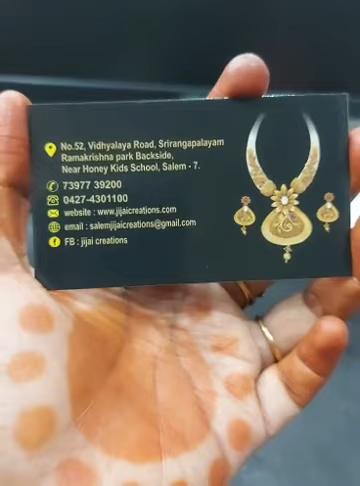 No.52, Vidhyalaya Road, Srirangapalayam
Ramakrishna park Backside,
Near Honey Kids School, Salem - 7.
73977 39200
0427-4301100
website : www.jijaicreations.com
email : salemjijaicreations@gmail.com
FB : jijai creations